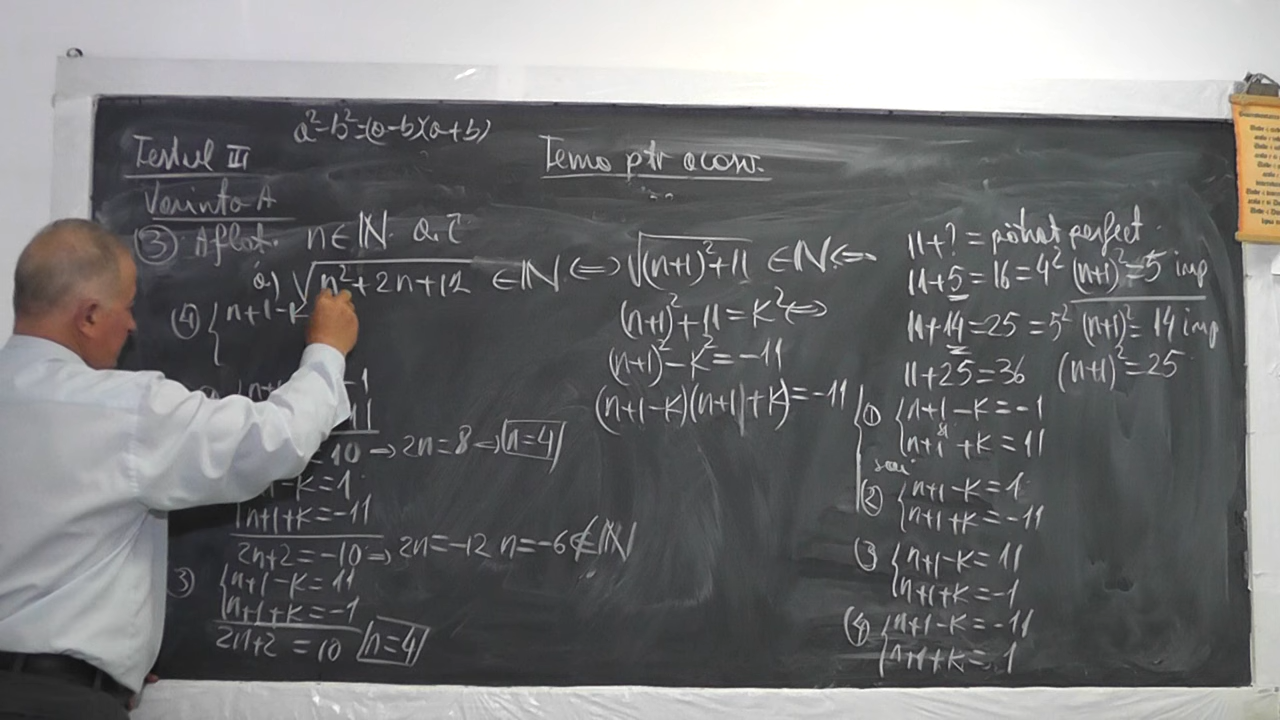 a²-b²=(a-b)(a+b)
Testul III
Temă ptr acasă.
Varianta A
(3) Aflați n∈ℕ a.î
a) √(n²+2n+12) ∈ℕ ⇔ √((n+1)²+11) ∈ℕ ⇔
(n+1)²+11=K² ⇔
(n+1)²-K²=-11
(n+1-K)(n+1+K)=-11
11+?=pătrat perfect
11+5=16=4² (n+1)²=5 imp
11+14=25=5² (n+1)²=14 imp
11+25=36 (n+1)²=25
① {n+1-K=-1
n+1+K=11
sau
② {n+1-K=1
n+1+K=-11
(3 {n+1-K=11
n+1+K=-1
(4 {n+1-K=-11
n+1+K=1
(4) {n+1-K
-1
11
=10 ⇒ 2n=8 ⇒ n=4
-K=1
n+1+K=-11
2n+2=-10 ⇒ 2n=-12 n=-6∉ℕ
3) {n+1-K=11
n+1+K=-1
2n+2=10 n=4